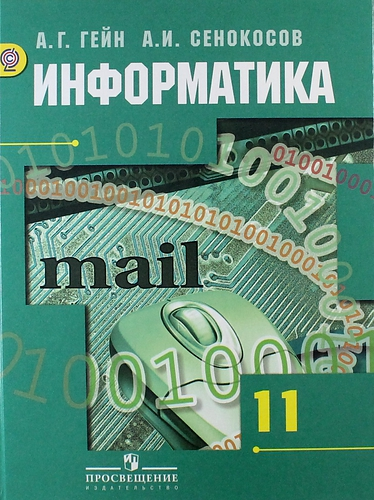 А.Г. ГЕЙН А.И. СЕНОКОСОВ
ИНФОРМАТИКА
mail
11
ПРОСВЕЩЕНИЕ
ИЗДАТЕЛЬСТВО